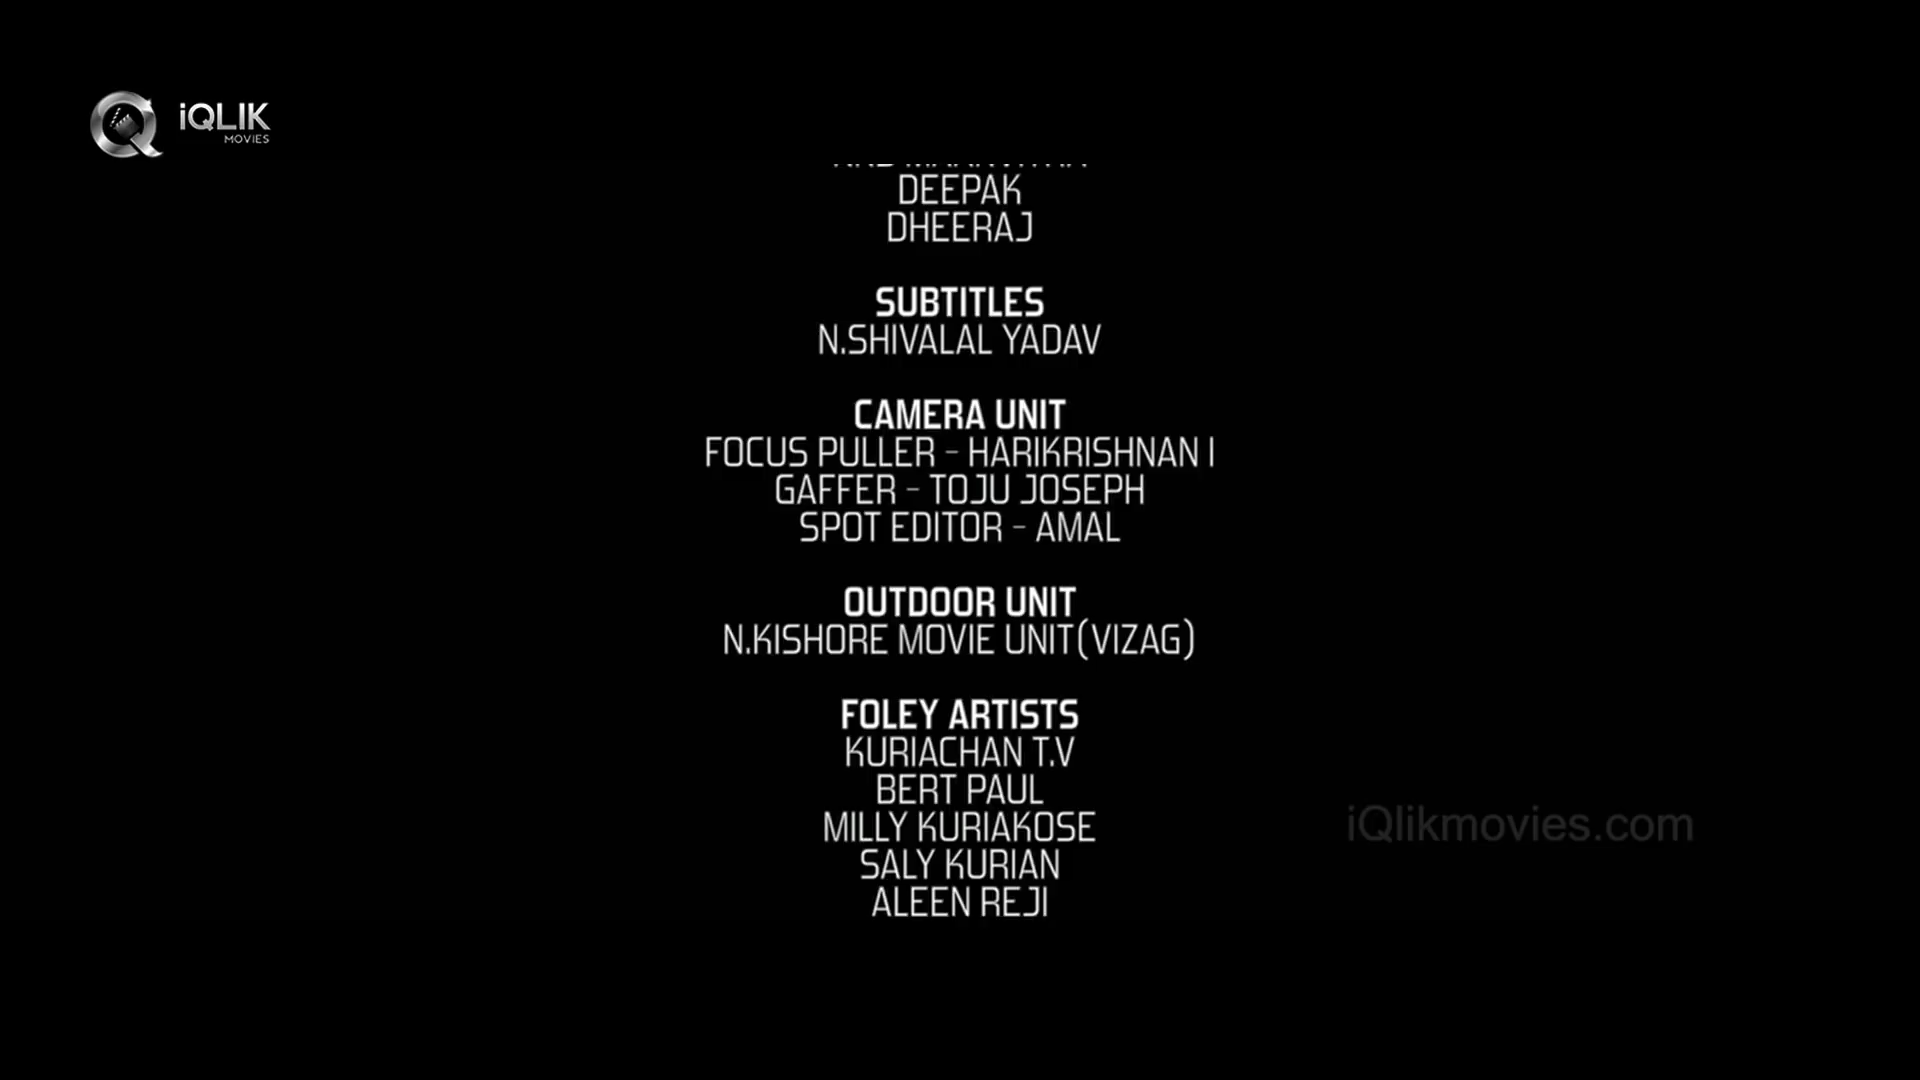 iQLIK
MOVIES
DEEPAK
DHEERAJ
SUBTITLES
N.SHIVALAL YADAV
CAMERA UNIT
FOCUS PULLER - HARIKRISHNAN I
GAFFER - TOJU JOSEPH
SPOT EDITOR - AMAL
OUTDOOR UNIT
N.KISHORE MOVIE UNIT(VIZAG)
FOLEY ARTISTS
KURIACHAN T.V
BERT PAUL
MILLY KURIAKOSE
SALY KURIAN
ALEEN REJI
iQlikmovies.com